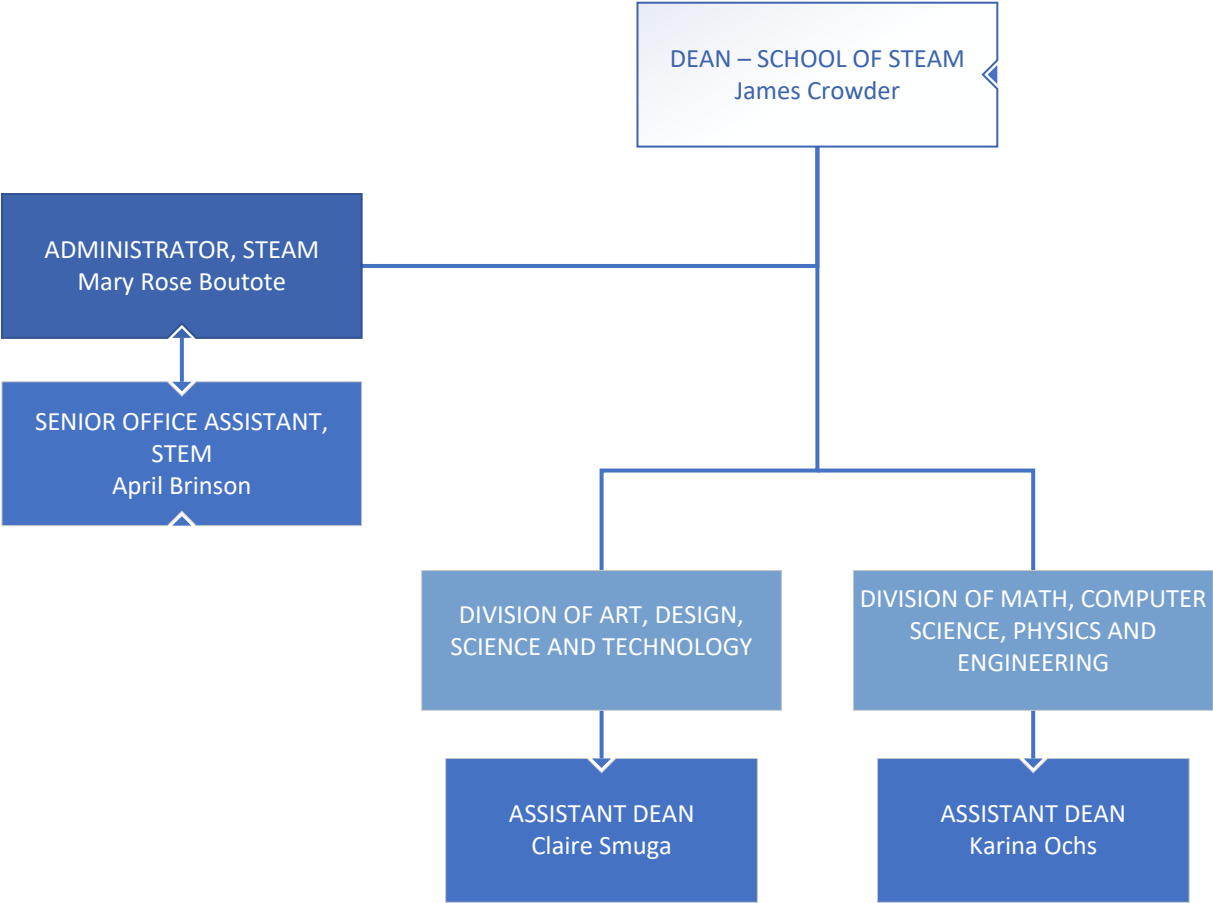 DEAN – SCHOOL OF STEAM
James Crowder
ADMINISTRATOR, STEAM
Mary Rose Boutote
SENIOR OFFICE ASSISTANT,
STEM
April Brinson
DIVISION OF ART, DESIGN,
SCIENCE AND TECHNOLOGY
DIVISION OF MATH, COMPUTER
SCIENCE, PHYSICS AND
ENGINEERING
ASSISTANT DEAN
Claire Smuga
ASSISTANT DEAN
Karina Ochs